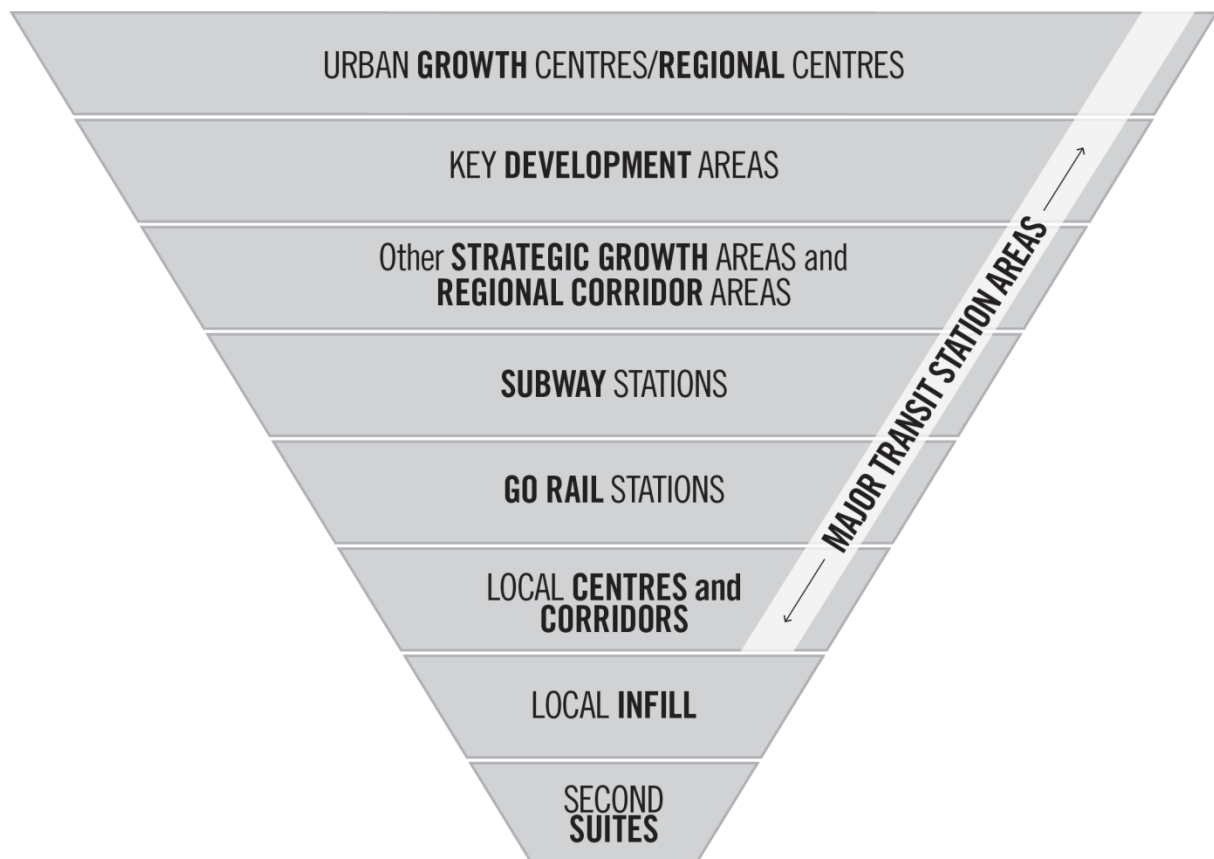 URBAN GROWTH CENTRES/REGIONAL CENTRES
KEY DEVELOPMENT AREAS
Other STRATEGIC GROWTH AREAS and
REGIONAL CORRIDOR AREAS
SUBWAY STATIONS
GO RAIL STATIONS
LOCAL CENTRES and
CORRIDORS
LOCAL INFILL
SECOND
SUITES
MAJOR TRANSIT STATION AREAS